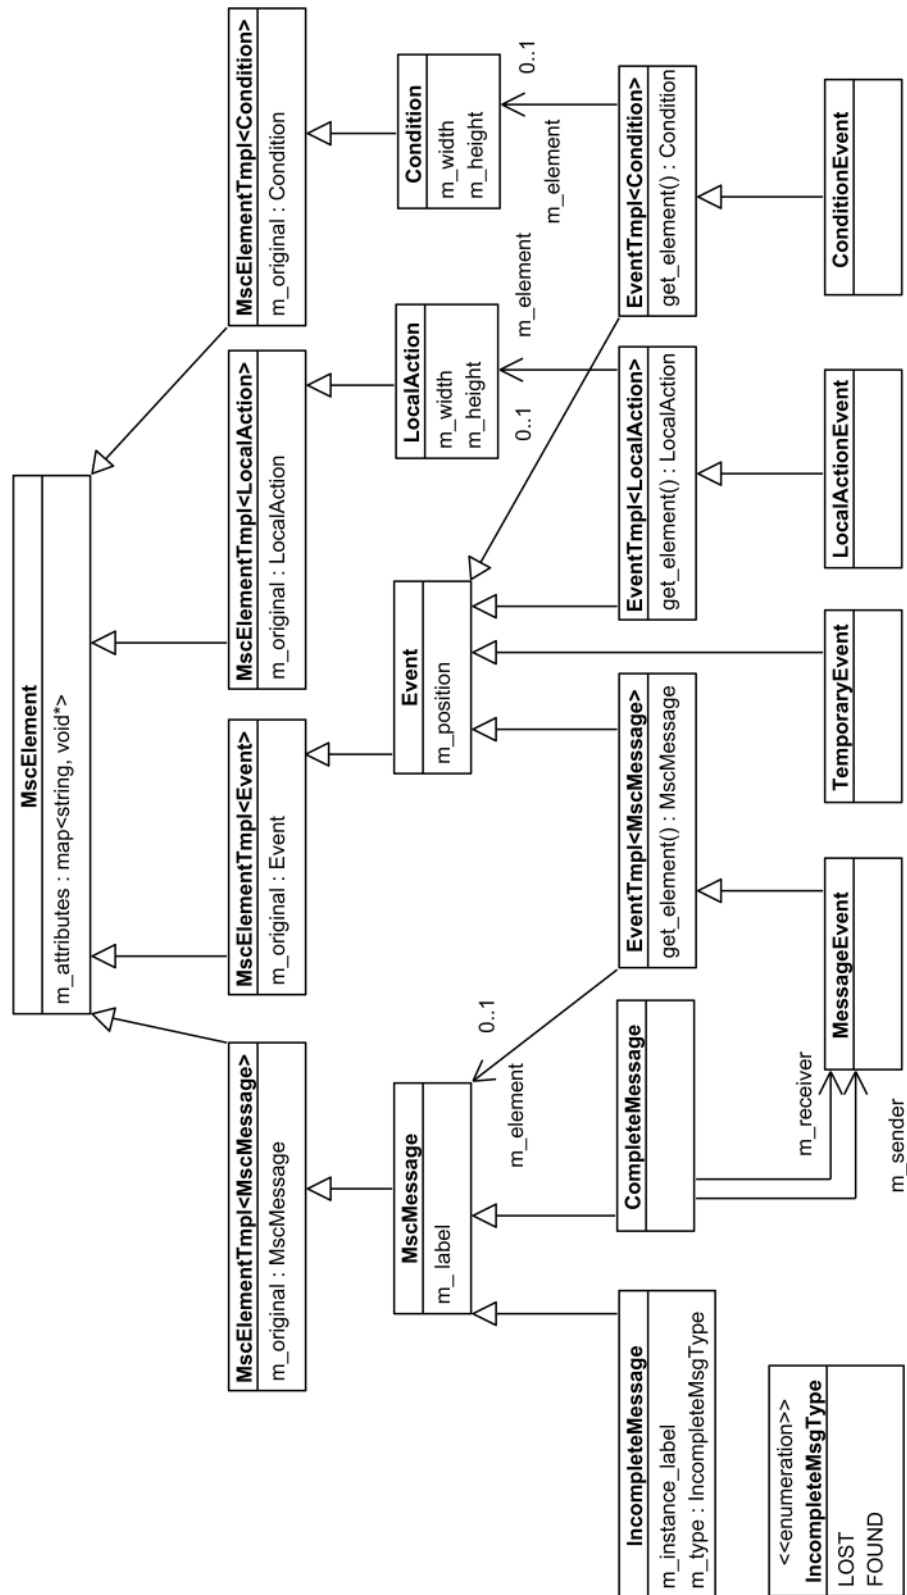 MscElement
m_attributes : map<string, void*>
MscElementTmpl<MscMessage>
m_original : MscMessage
MscElementTmpl<Event>
m_original : Event
MscElementTmpl<LocalAction>
m_original : LocalAction
MscElementTmpl<Condition>
m_original : Condition
MscMessage
m_label
Event
m_position
LocalAction
m_width
m_height
Condition
m_width
m_height
m_element
0..1
0..1
m_element
m_element
0..1
IncompleteMessage
m_instance_label
m_type : IncompleteMsgType
CompleteMessage
EventTmpl<MscMessage>
get_element() : MscMessage
EventTmpl<LocalAction>
get_element() : LocalAction
EventTmpl<Condition>
get_element() : Condition
<<enumeration>>
IncompleteMsgType
LOST
FOUND
m_receiver
m_sender
MessageEvent
TemporaryEvent
LocalActionEvent
ConditionEvent